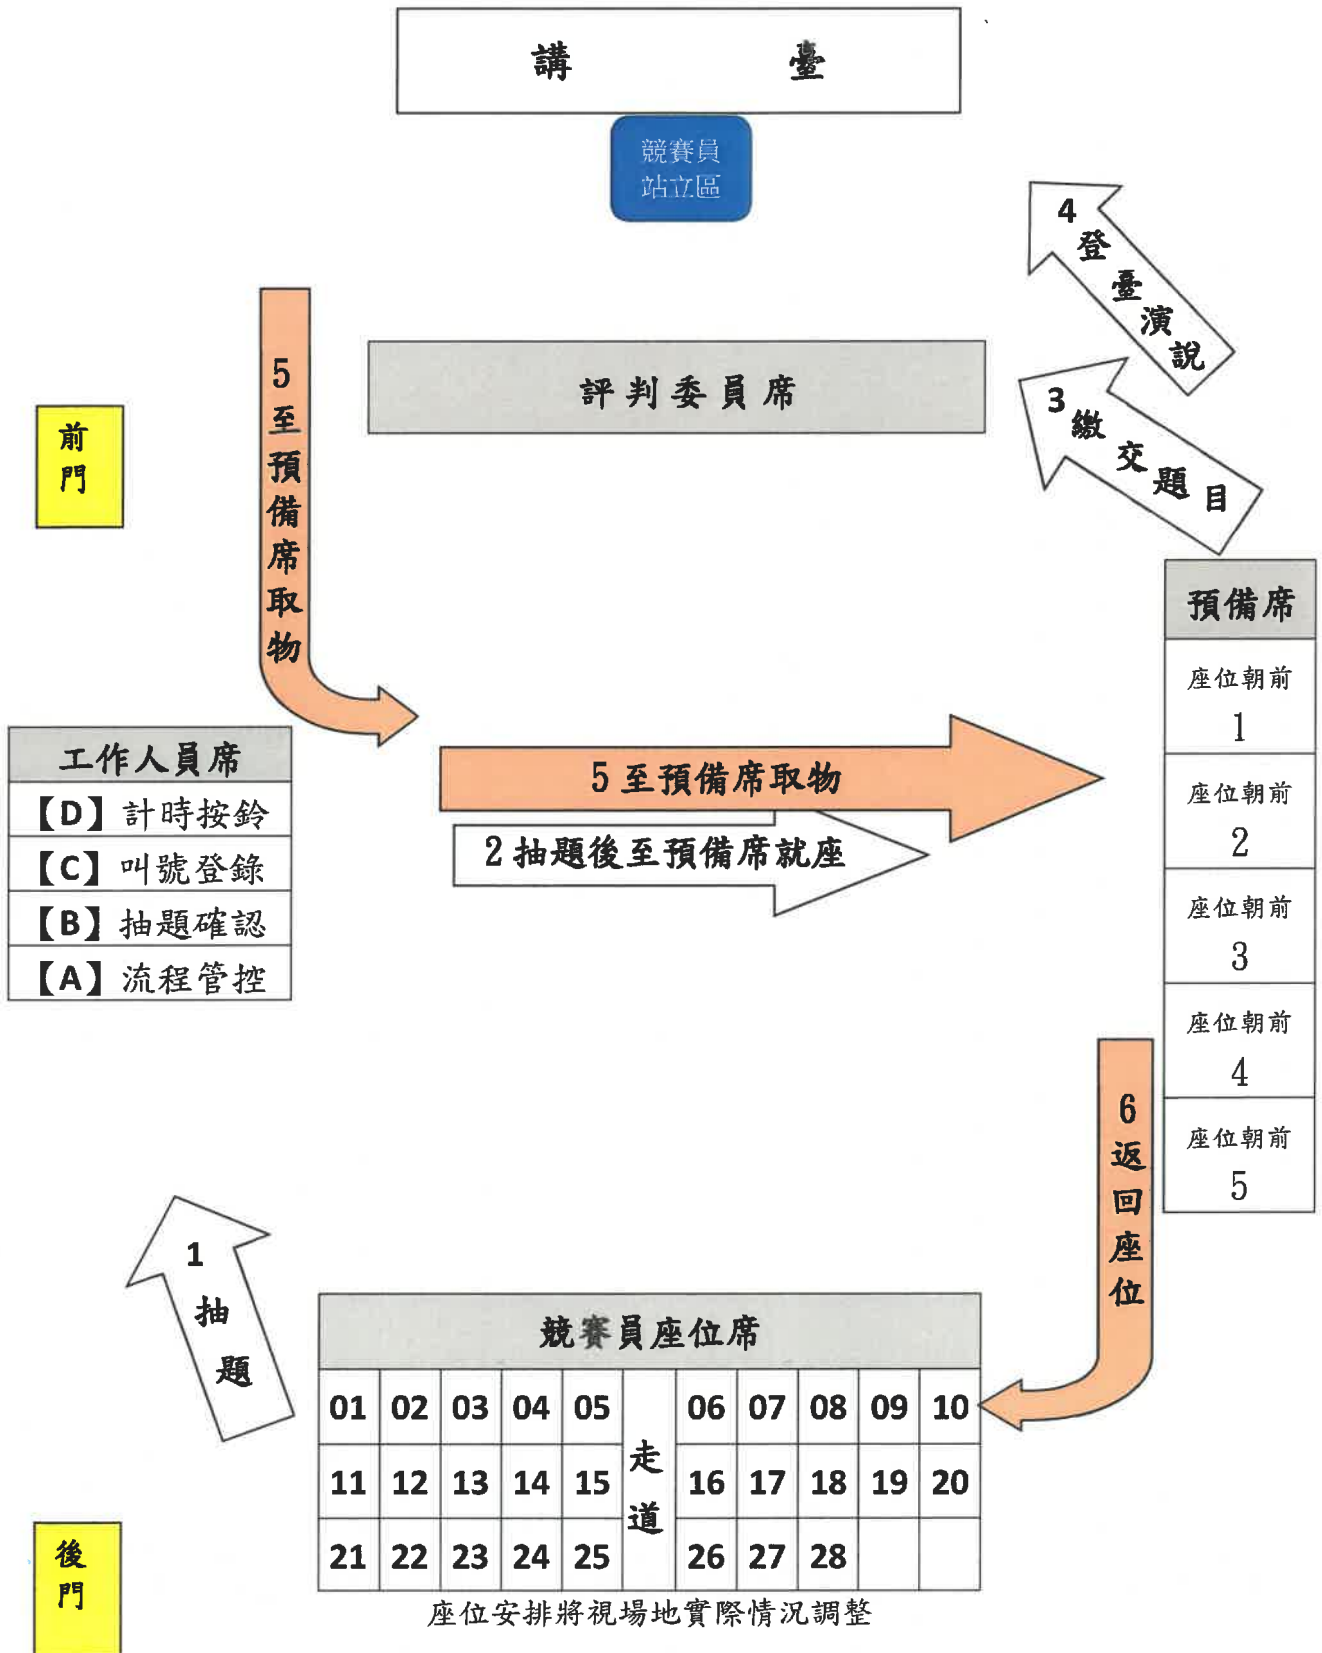 講 臺
競賽員
站立區
4 登臺演說
3 繳交題目
5 至預備席取物
評判委員席
前門
預備席
座位朝前
1
座位朝前
2
座位朝前
3
座位朝前
4
座位朝前
5
工作人員席
【D】計時按鈴
【C】叫號登錄
【B】抽題確認
【A】流程管控
5 至預備席取物
2 抽題後至預備席就座
6 返回座位
1 抽題
競賽員座位席
01 02 03 04 05 06 07 08 09 10
11 12 13 14 15 16 17 18 19 20
21 22 23 24 25 26 27 28
走道
座位安排將視場地實際情況調整
後門